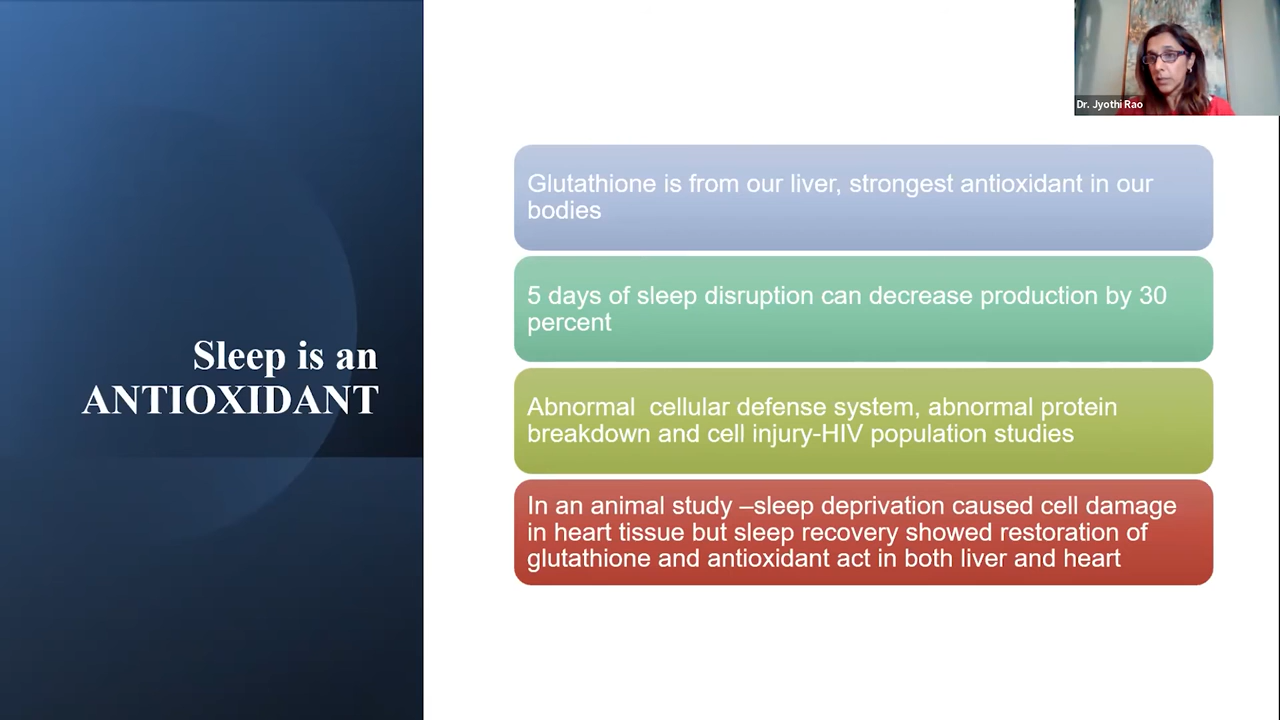 Dr. Jyothi Rao
Sleep is an
ANTIOXIDANT
Glutathione is from our liver, strongest antioxidant in our
bodies
5 days of sleep disruption can decrease production by 30
percent
Abnormal  cellular defense system, abnormal protein
breakdown and cell injury-HIV population studies
In an animal study –sleep deprivation caused cell damage
in heart tissue but sleep recovery showed restoration of
glutathione and antioxidant act in both liver and heart